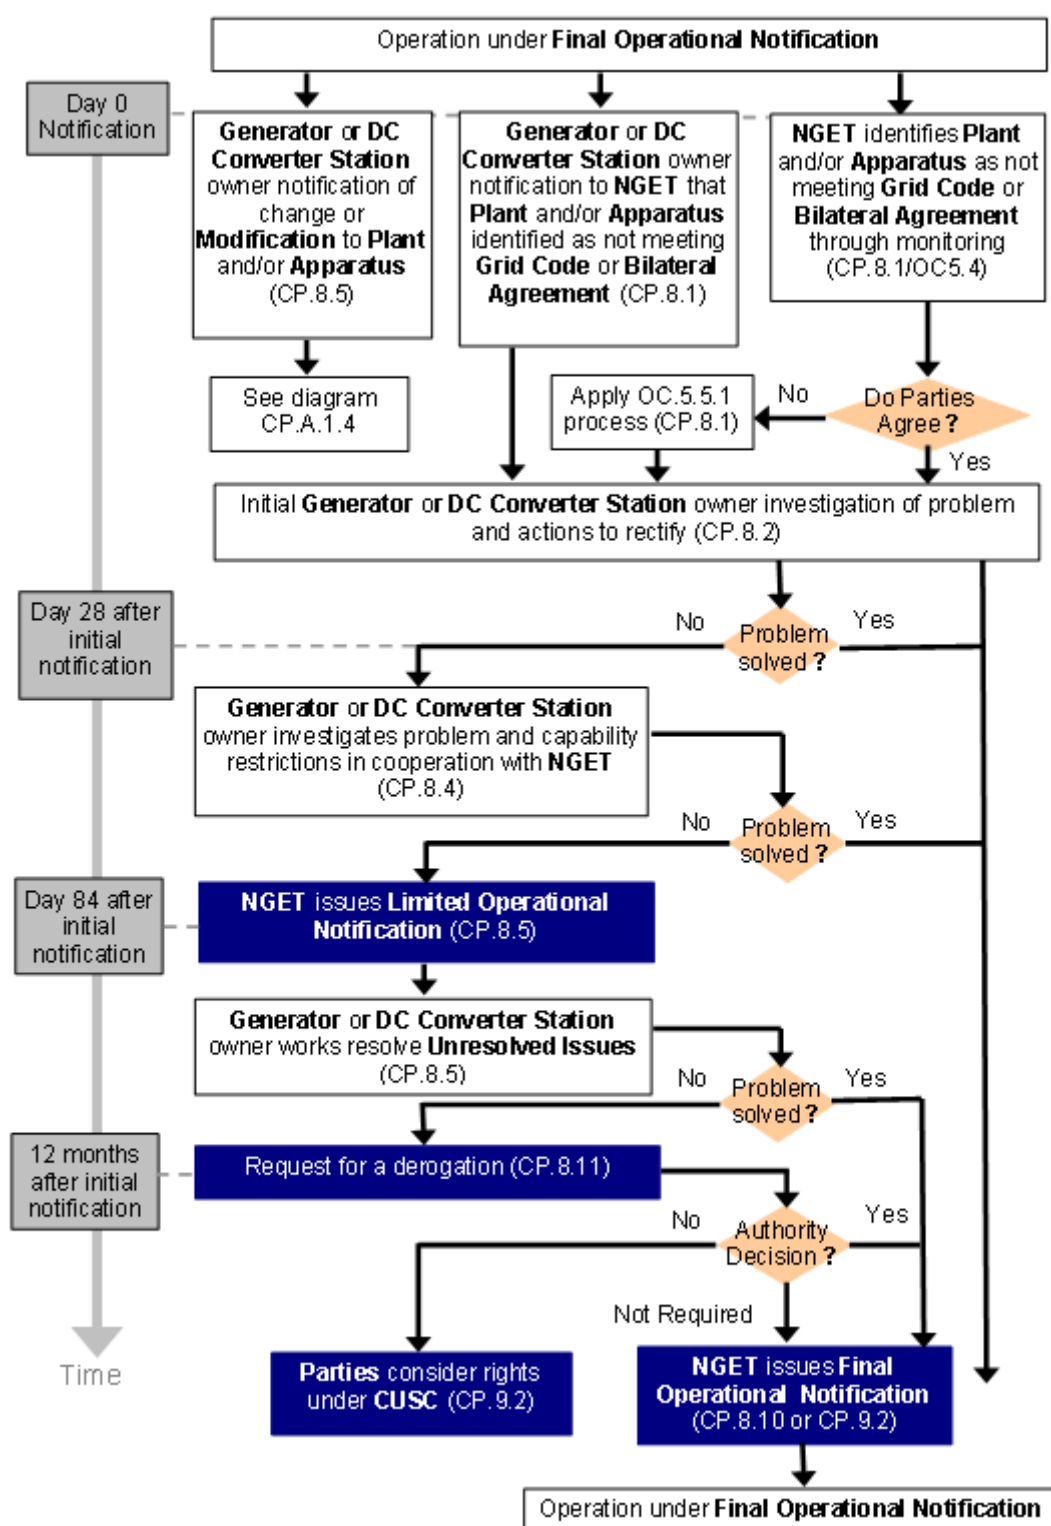 Operation under Final Operational Notification
Day 0
Notification
Generator or DC
Converter Station
owner notification of
change or
Modification to Plant
and/or Apparatus
(CP.8.5)
Generator or DC
Converter Station owner
notification to NGET that
Plant and/or Apparatus
identified as not meeting
Grid Code or Bilateral
Agreement (CP.8.1)
NGET identifies Plant
and/or Apparatus as not
meeting Grid Code or
Bilateral Agreement
through monitoring
(CP.8.1/OC5.4)
See diagram
CP.A.1.4
Apply OC.5.5.1
process (CP.8.1)
No
Do Parties
Agree ?
Yes
Initial Generator or DC Converter Station owner investigation of problem
and actions to rectify (CP.8.2)
Day 28 after
initial
notification
No
Problem
solved ?
Yes
Generator or DC Converter Station
owner investigates problem and capability
restrictions in cooperation with NGET
(CP.8.4)
No
Problem
solved ?
Yes
Day 84 after
initial
notification
NGET issues Limited Operational
Notification (CP.8.5)
Generator or DC Converter Station
owner works resolve Unresolved Issues
(CP.8.5)
No
Problem
solved ?
Yes
12 months
after initial
notification
Request for a derogation (CP.8.11)
No
Authority
Decision ?
Yes
Not Required
Time
Parties consider rights
under CUSC (CP.9.2)
NGET issues Final
Operational Notification
(CP.8.10 or CP.9.2)
Operation under Final Operational Notification